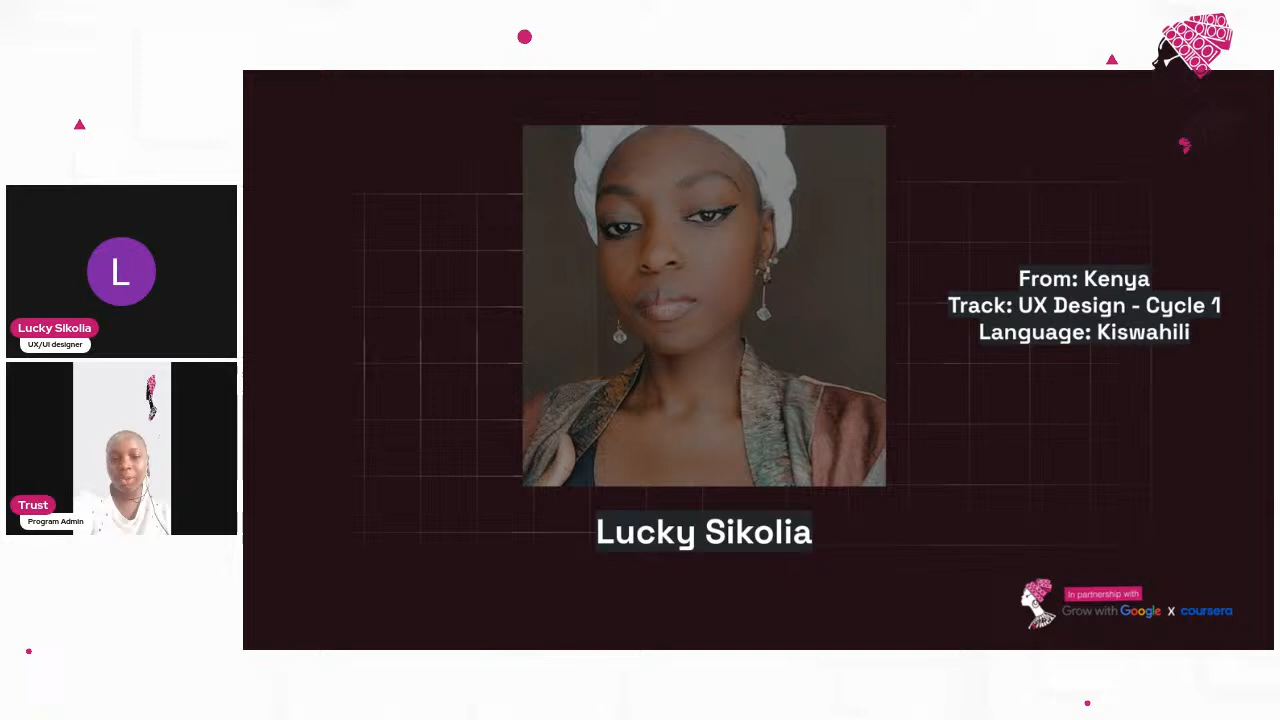 L
Lucky Sikolia
UX/UI designer
Trust
Program Admin
From: Kenya
Track: UX Design - Cycle 1
Language: Kiswahili
Lucky Sikolia
In partnership with
Grow with Google X coursera